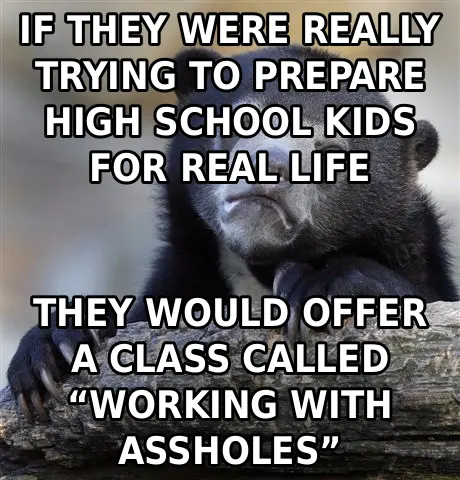 IF THEY WERE REALLY
TRYING TO PREPARE
HIGH SCHOOL KIDS
FOR REAL LIFE
THEY WOULD OFFER
A CLASS CALLED
“WORKING WITH
ASSHOLES”